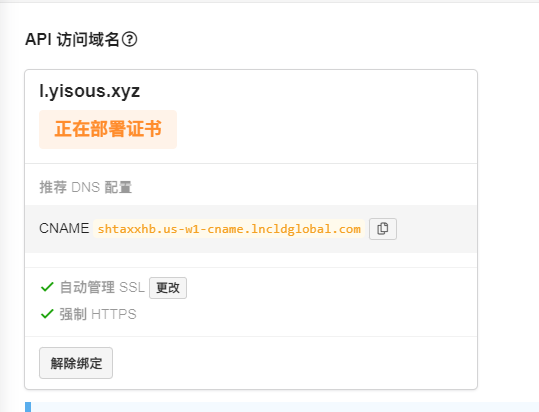 API 访问域名?
l.yisous.xyz
正在部署证书
推荐 DNS 配置
CNAME shtaxxhb.us-w1-cname.lncldglobal.com
自动管理 SSL 更改
强制 HTTPS
解除绑定